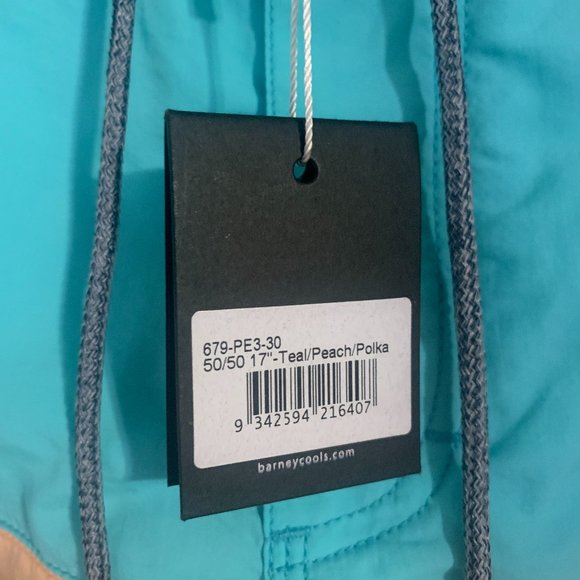 679-PE3-30
50/50 17"-Teal/Peach/Polka
9 342594 216407
barneycools.com